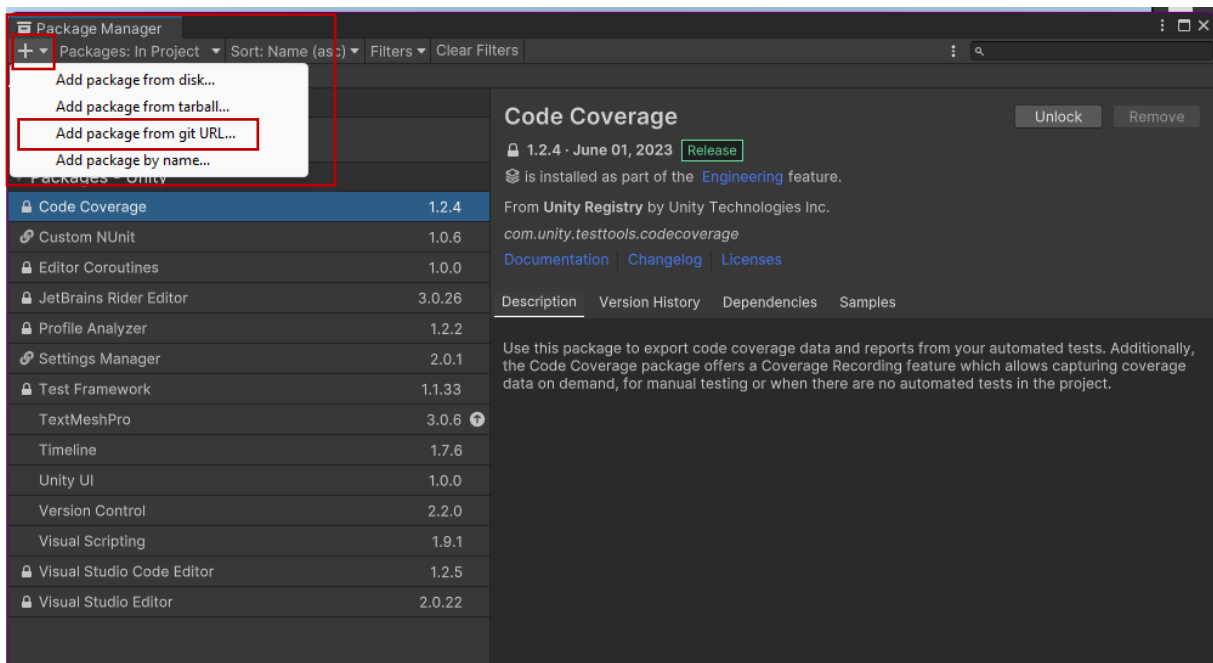 Package Manager
+ Packages: In Project Sort: Name (asc) Filters Clear Filters
Add package from disk...
Add package from tarball...
Add package from git URL...
Add package by name...
Packages - Unity
Code Coverage 1.2.4
Custom NUnit 1.0.6
Editor Coroutines 1.0.0
JetBrains Rider Editor 3.0.26
Profile Analyzer 1.2.2
Settings Manager 2.0.1
Test Framework 1.1.33
TextMeshPro 3.0.6
Timeline 1.7.6
Unity UI 1.0.0
Version Control 2.2.0
Visual Scripting 1.9.1
Visual Studio Code Editor 1.2.5
Visual Studio Editor 2.0.22
Code Coverage Unlock Remove
1.2.4 · June 01, 2023 Release
is installed as part of the Engineering feature.
From Unity Registry by Unity Technologies Inc.
com.unity.testtools.codecoverage
Documentation Changelog Licenses
Description Version History Dependencies Samples
Use this package to export code coverage data and reports from your automated tests. Additionally,
the Code Coverage package offers a Coverage Recording feature which allows capturing coverage
data on demand, for manual testing or when there are no automated tests in the project.